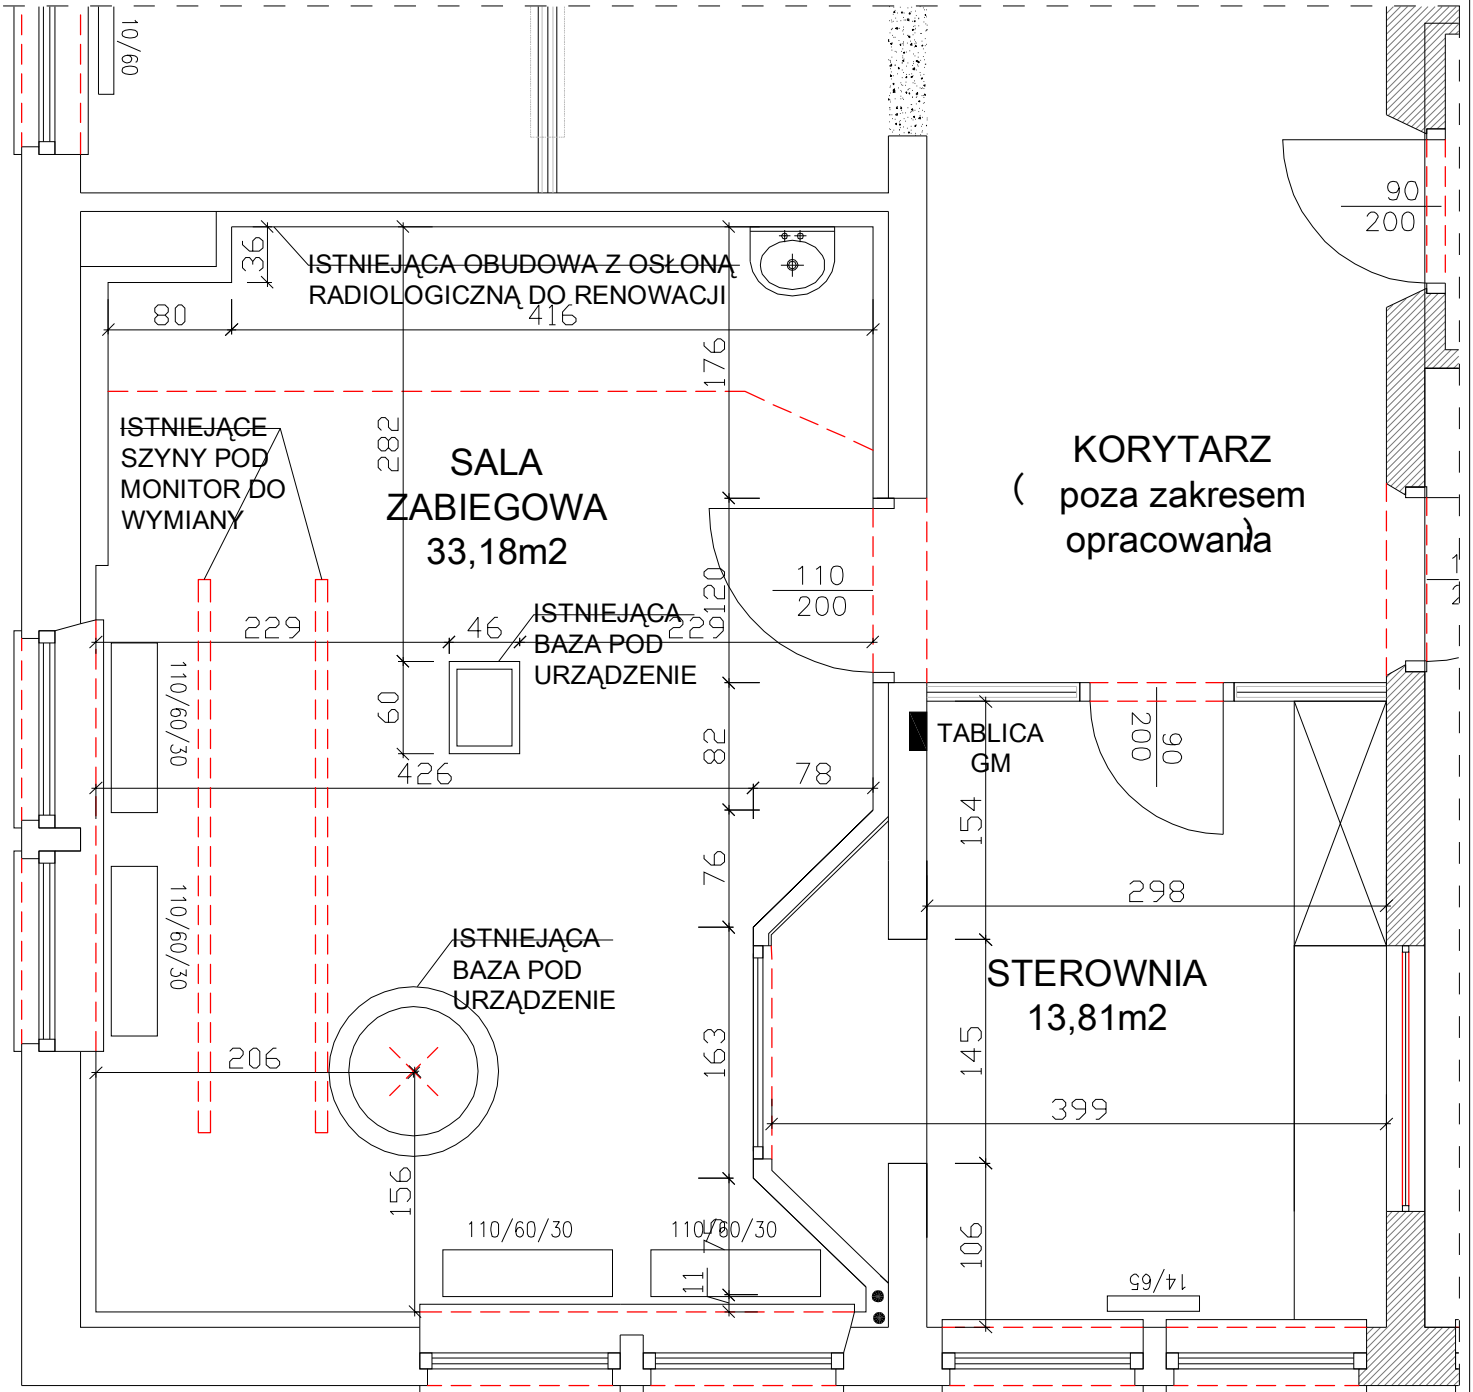 10/60
90
200
36
ISTNIEJĄCA OBUDOWA Z OSŁONĄ
RADIOLOGICZNĄ DO RENOWACJI
80
416
176
ISTNIEJĄCE
SZYNY POD
MONITOR DO
WYMIANY
282
SALA
ZABIEGOWA
33,18m2
KORYTARZ
( poza zakresem
opracowania)
120
110
200
229
46
229
ISTNIEJĄCA
BAZA POD
URZĄDZENIE
110/60/30
60
82
426
78
TABLICA
GM
90
200
154
76
298
110/60/30
ISTNIEJĄCA
BAZA POD
URZĄDZENIE
STEROWNIA
13,81m2
206
163
145
399
156
110/60/30
110/60/30
11
106
14/65